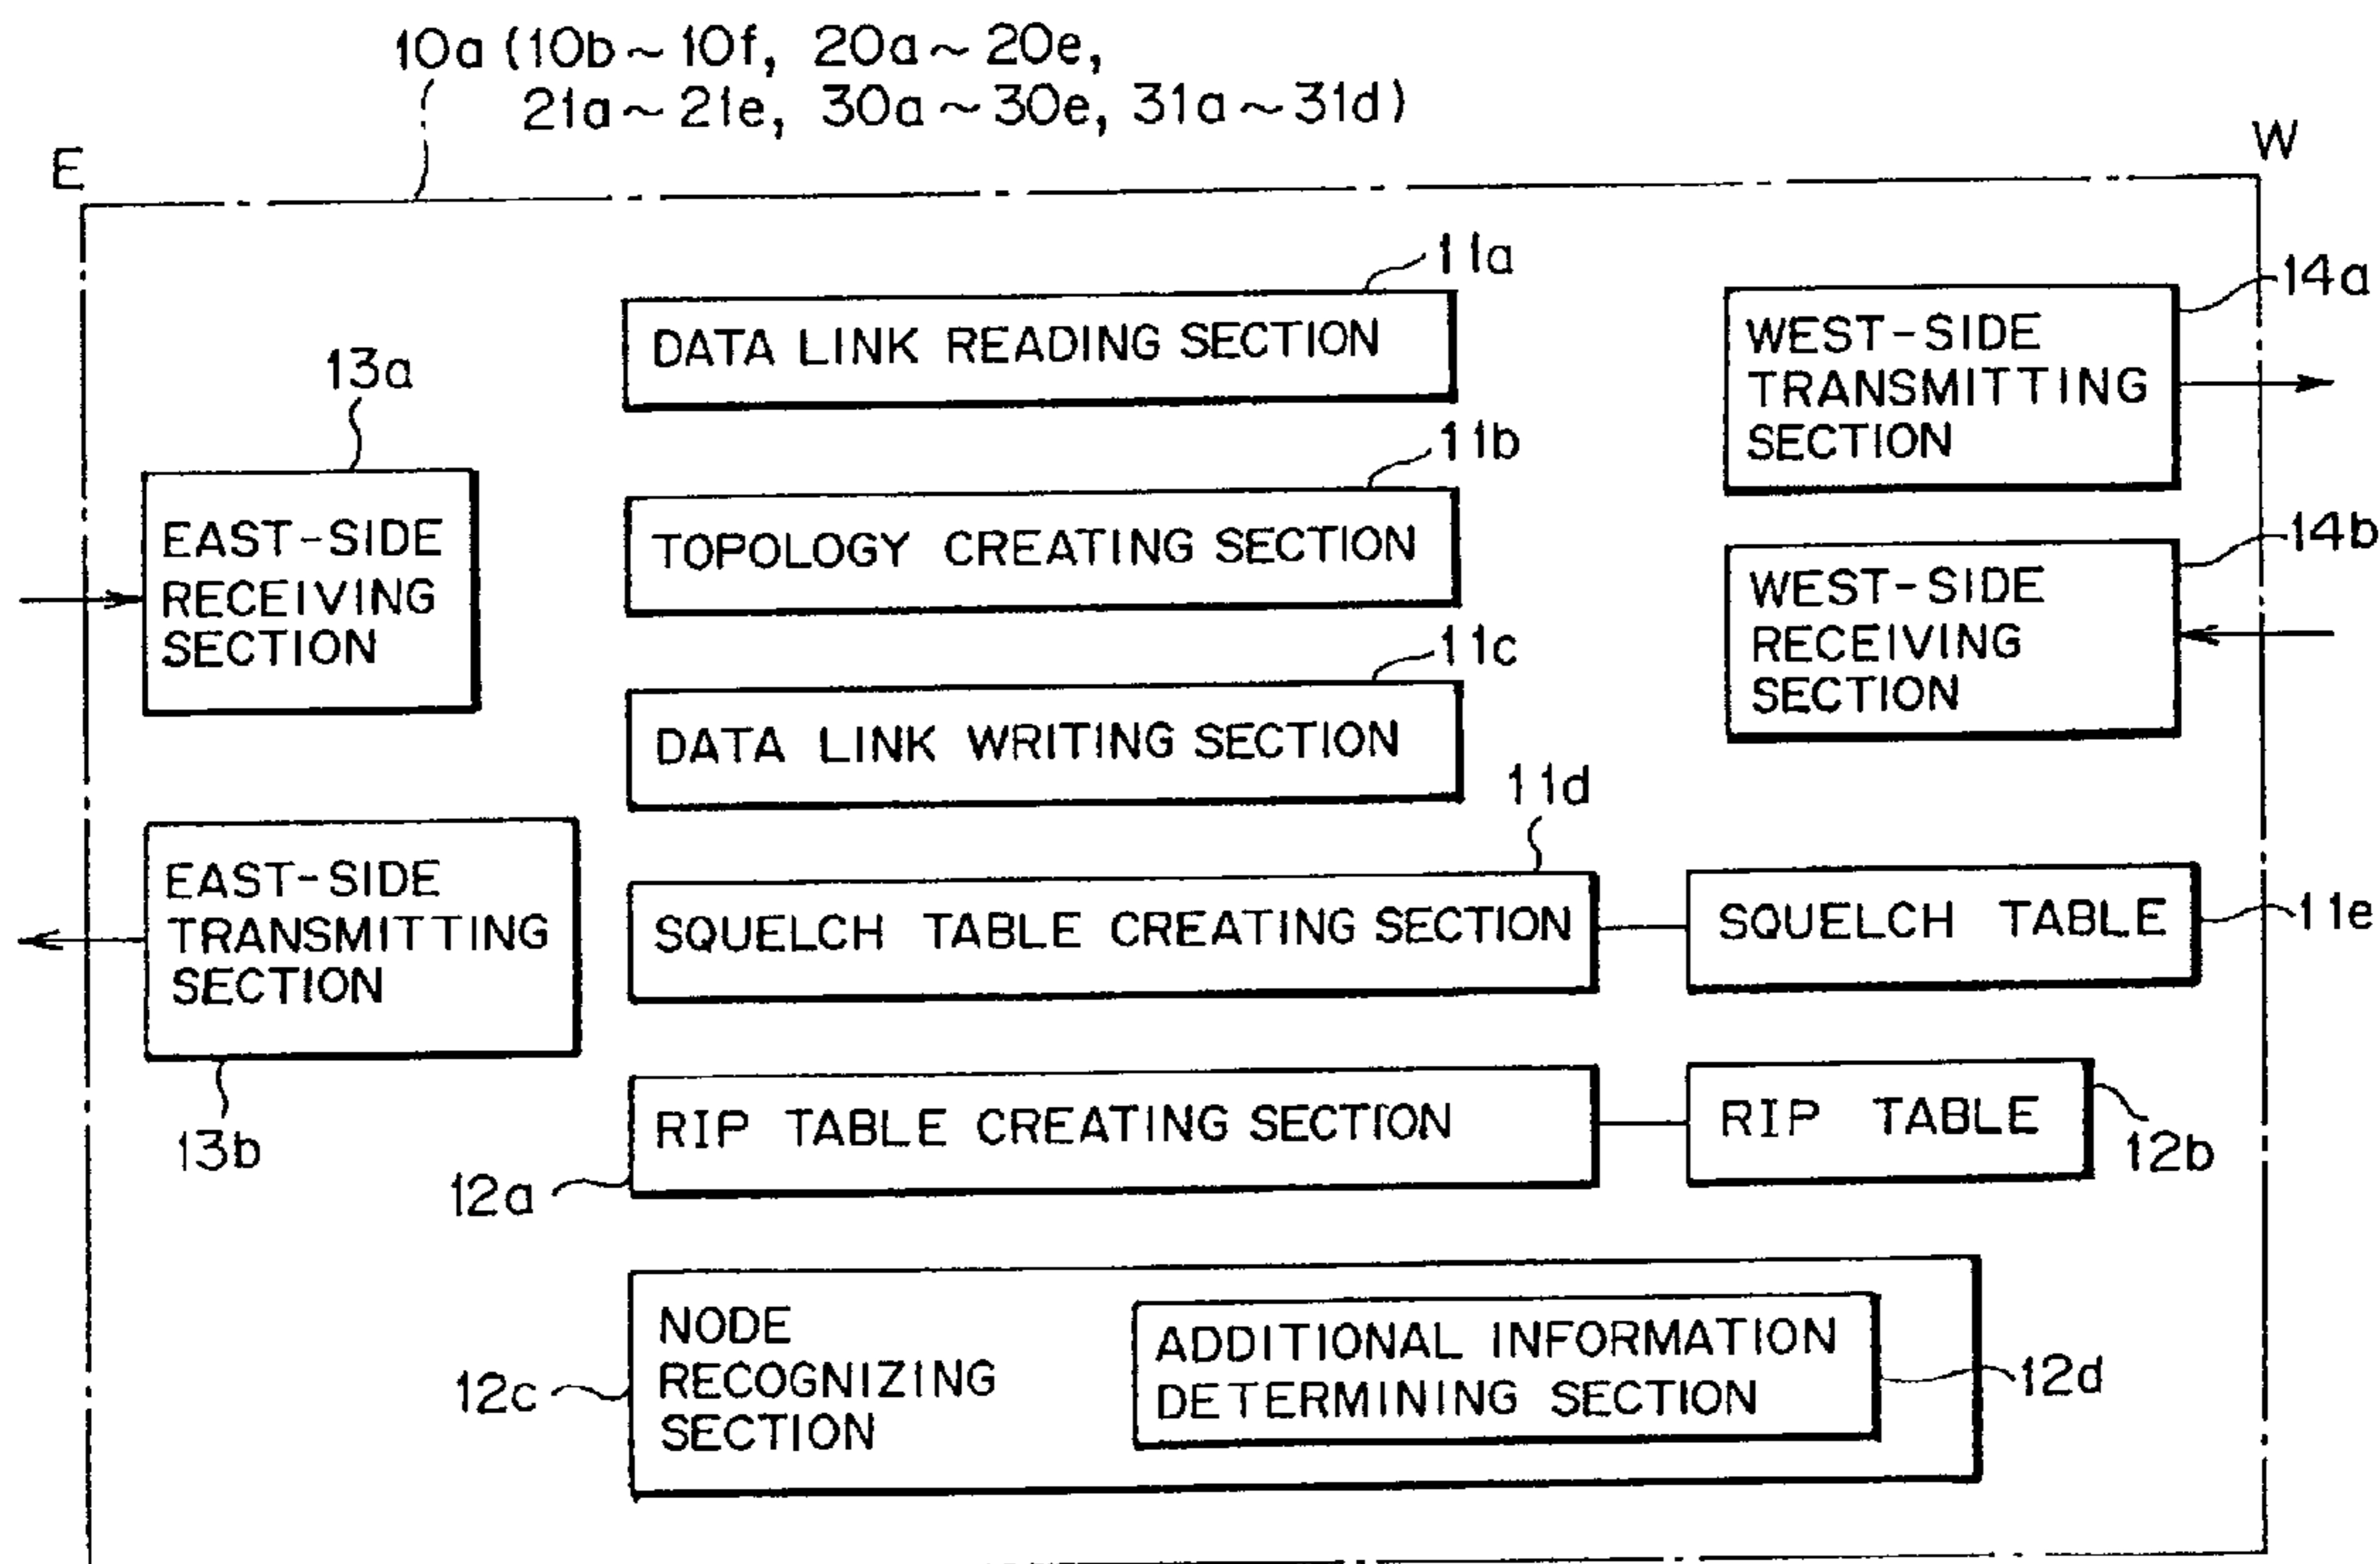 10a (10b~10f, 20a~20e,
21a~21e, 30a~30e, 31a~31d)
E
W
11a
DATA LINK READING SECTION
14a
WEST-SIDE
TRANSMITTING
SECTION
13a
EAST-SIDE
RECEIVING
SECTION
11b
TOPOLOGY CREATING SECTION
14b
WEST-SIDE
RECEIVING
SECTION
11c
DATA LINK WRITING SECTION
EAST-SIDE
TRANSMITTING
SECTION
13b
11d
SQUELCH TABLE CREATING SECTION
SQUELCH TABLE
11e
RIP TABLE CREATING SECTION
12a
RIP TABLE
12b
NODE
RECOGNIZING
SECTION
12c
ADDITIONAL INFORMATION
DETERMINING SECTION
12d